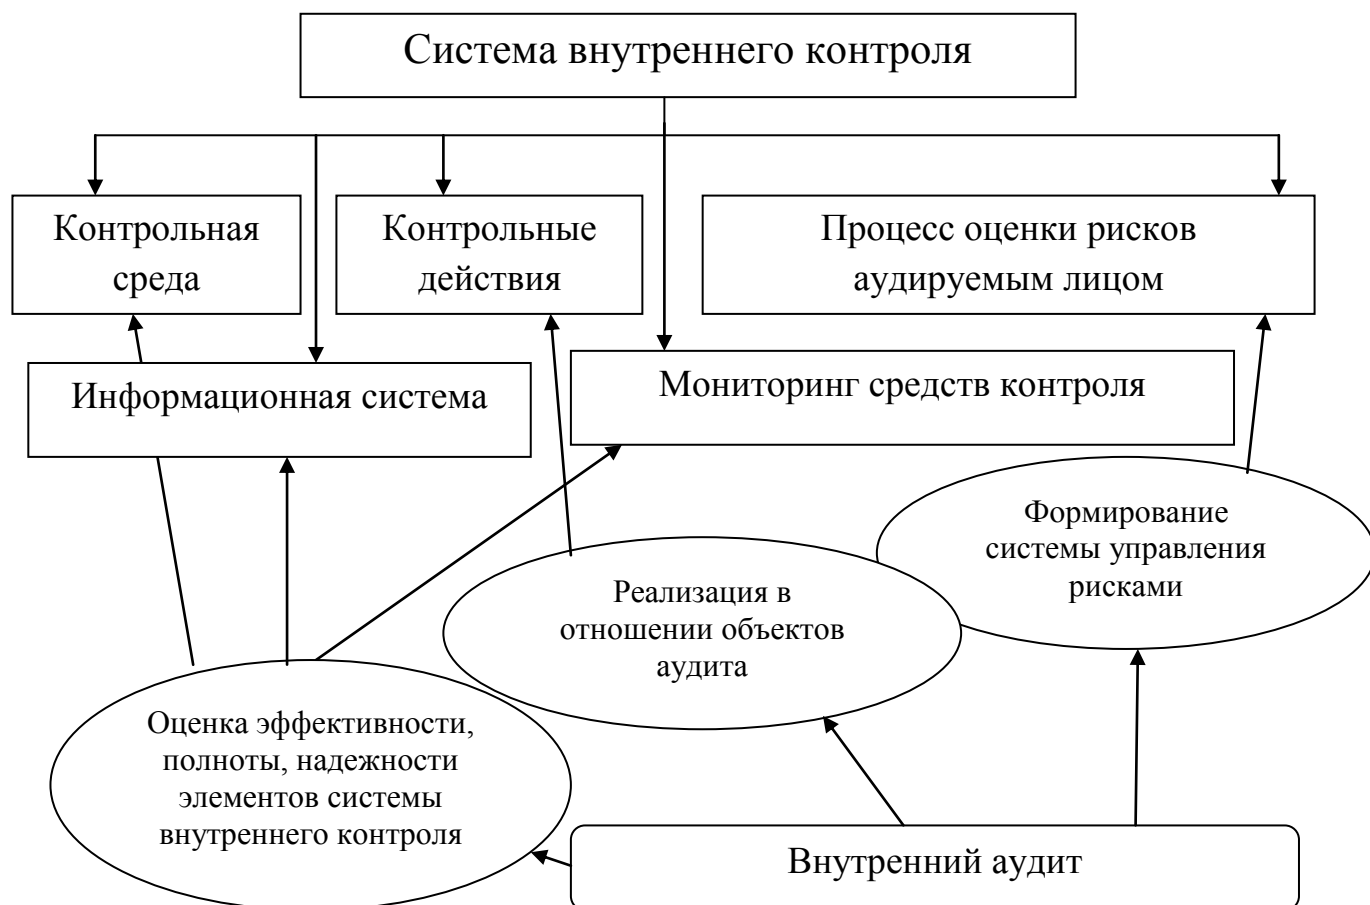 Система внутреннего контроля
Контрольная
среда
Контрольные
действия
Процесс оценки рисков
аудируемым лицом
Информационная система
Мониторинг средств контроля
Формирование
системы управления
рисками
Реализация в
отношении объектов
аудита
Оценка эффективности,
полноты, надежности
элементов системы
внутреннего контроля
Внутренний аудит